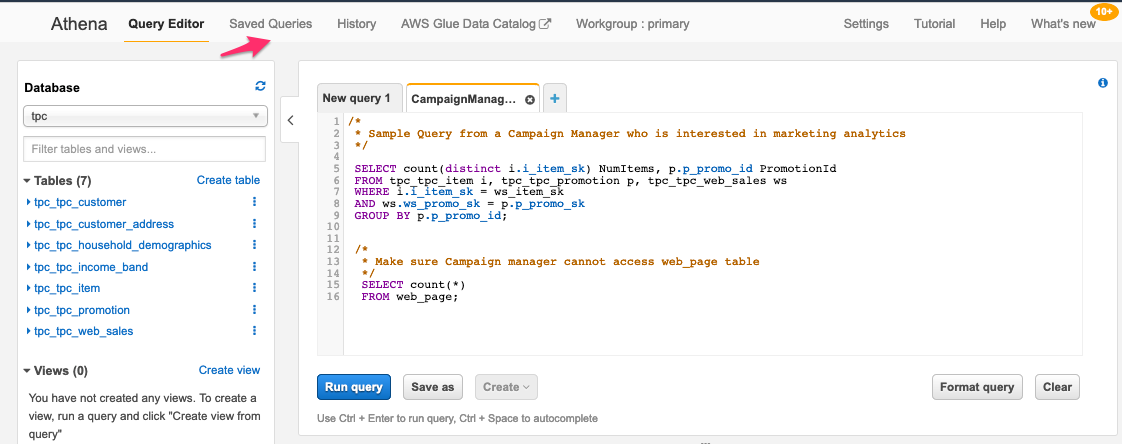 10+
Athena Query Editor Saved Queries History AWS Glue Data Catalog Workgroup : primary Settings Tutorial Help What's new
Database
tpc
Filter tables and views...
Tables (7) Create table
tpc_tpc_customer
tpc_tpc_customer_address
tpc_tpc_household_demographics
tpc_tpc_income_band
tpc_tpc_item
tpc_tpc_promotion
tpc_tpc_web_sales
Views (0) Create view
You have not created any views. To create a
view, run a query and click "Create view from
query"
New query 1 CampaignManag... +
1 /*
2 * Sample Query from a Campaign Manager who is interested in marketing analytics
3 */
4
5 SELECT count(distinct i.i_item_sk) NumItems, p.p_promo_id PromotionId
6 FROM tpc_tpc_item i, tpc_tpc_promotion p, tpc_tpc_web_sales ws
7 WHERE i.i_item_sk = ws_item_sk
8 AND ws.ws_promo_sk = p.p_promo_sk
9 GROUP BY p.p_promo_id;
10
11
12 /*
13 * Make sure Campaign manager cannot access web_page table
14 */
15 SELECT count(*)
16 FROM web_page;
Run query Save as Create Format query Clear
Use Ctrl + Enter to run query, Ctrl + Space to autocomplete